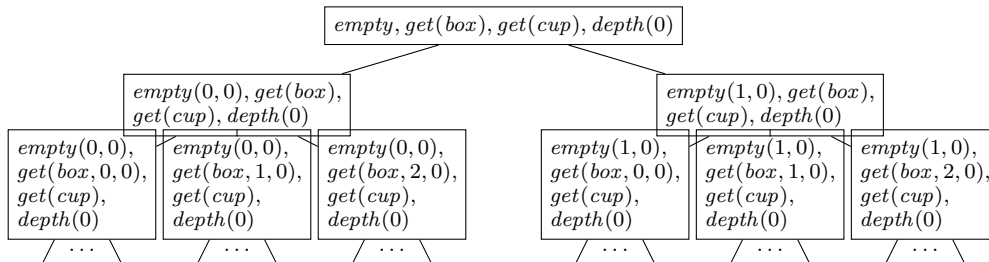 empty, get(box), get(cup), depth(0)
empty(0, 0), get(box),
get(cup), depth(0)
empty(1, 0), get(box),
get(cup), depth(0)
empty(0, 0),
get(box, 0, 0),
get(cup),
depth(0)
empty(0, 0),
get(box, 1, 0),
get(cup),
depth(0)
empty(0, 0),
get(box, 2, 0),
get(cup),
depth(0)
empty(1, 0),
get(box, 0, 0),
get(cup),
depth(0)
empty(1, 0),
get(box, 1, 0),
get(cup),
depth(0)
empty(1, 0),
get(box, 2, 0),
get(cup),
depth(0)
... ... ... ... ... ...